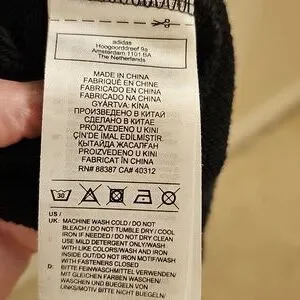 adidas
Hoogoorddreef 9a
Amsterdam 1101 BA
The Netherlands
MADE IN CHINA
FABRIQUÉ EN CHINE
FABRICADO EN CHINA
FABRICADO NA CHINA
GYÁRTVA: KÍNA
ПРОИЗВЕДЕНО В КИТАЙ
СДЕЛАНО В КИТАЕ
PROIZVEDENO U KINI
ÇİN'DE İMAL EDİLMİŞTİR.
ҚЫТАЙДА ЖАСАЛҒАН
PROIZVEDENO U KINI
FABRICAT ÎN CHINA
RN# 88387 CA# 40312
30
US /
UK: MACHINE WASH COLD / DO NOT
BLEACH / DO NOT TUMBLE DRY / COOL
IRON IF NEEDED / DO NOT DRY CLEAN
USE MILD DETERGENT ONLY/WASH
WITH LIKE COLORS/WASH AND IRON
INSIDE OUT/DO NOT IRON MOTIF/WASH
WITH FASTENERS CLOSED
D: BITTE FEINWASCHMITTEL VERWENDEN/
MIT GLEICHEN FARBEN WASCHEN/
WASCHEN UND BÜGELN VON
LINKS/MOTIV BITTE NICHT BÜGELN/